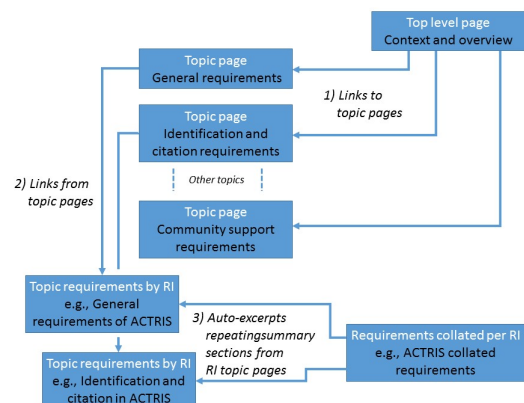 Top level page
Context and overview
Topic page
General requirements
1) Links to
topic pages
Topic page
Identification and
citation requirements
2) Links from
topic pages
Other topics
Topic page
Community support
requirements
Topic requirements by RI
e.g., General
requirements of ACTRIS
3) Auto-excerpts
repeatingsummary
sections from
RI topic pages
Requirements collated per RI
e.g., ACTRIS collated
requirements
Topic requirements by RI
e.g., Identification and
citation in ACTRIS